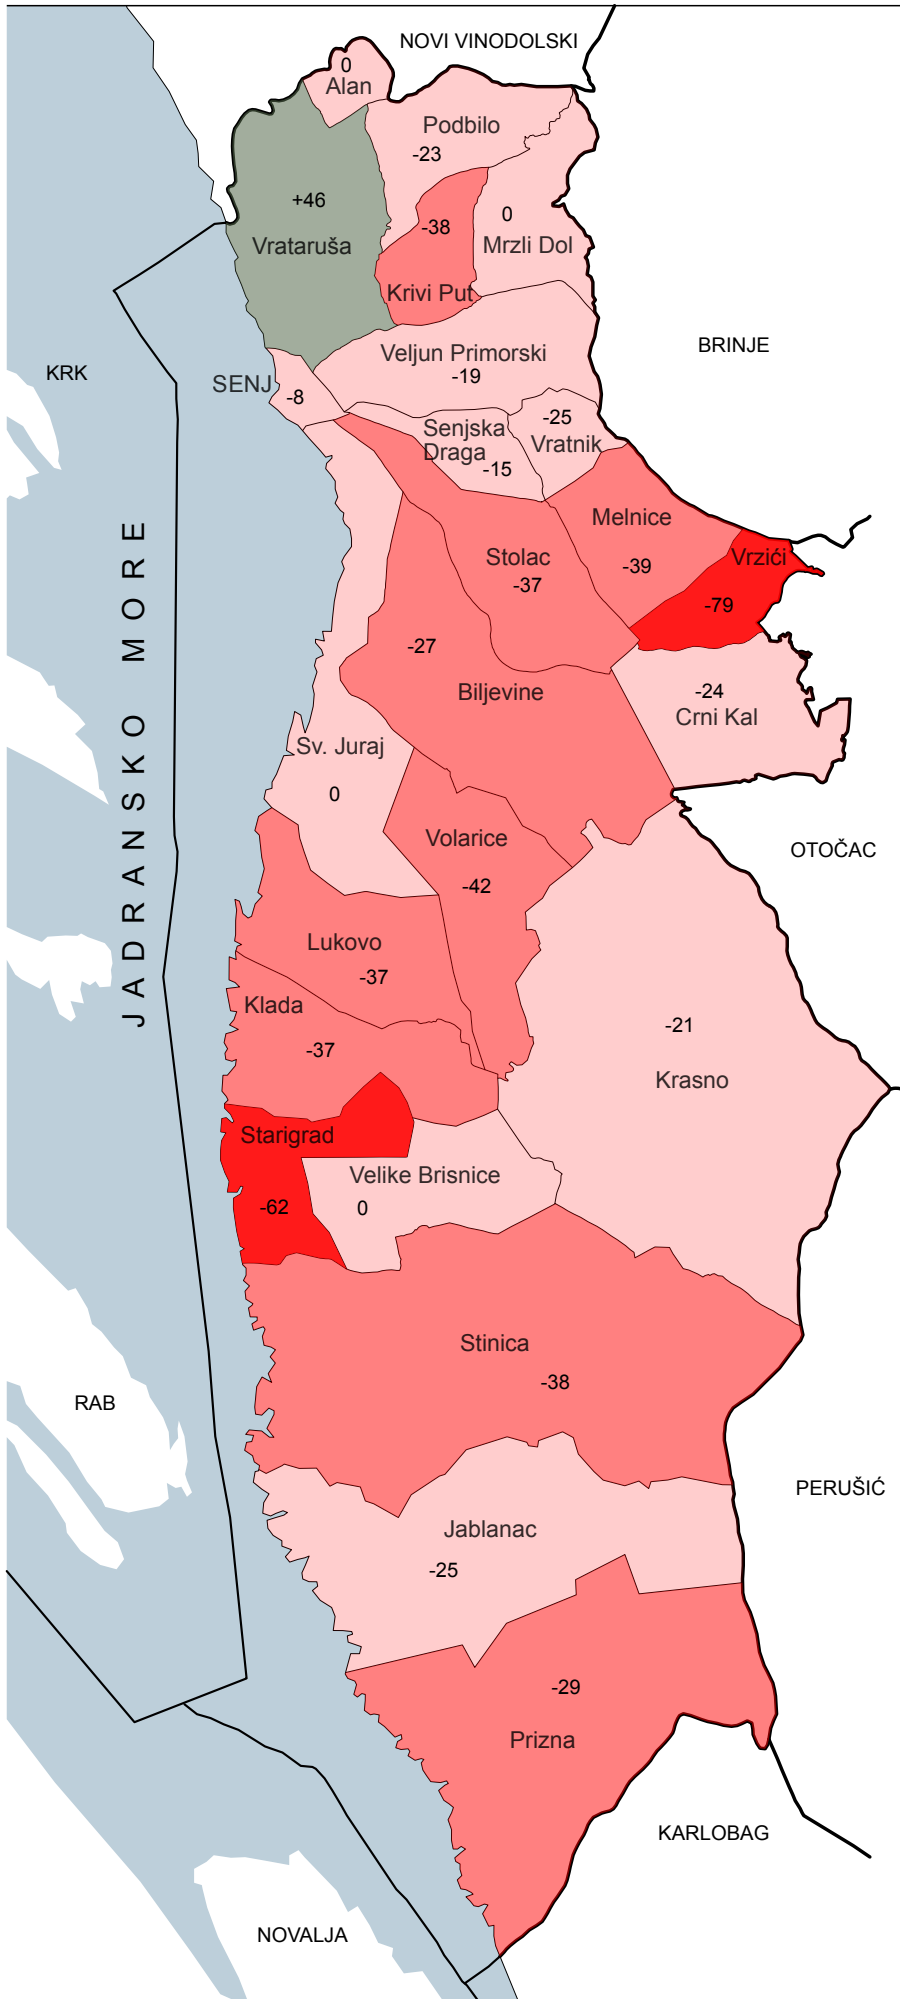 NOVI VINODOLSKI
0
Alan
Podbilo
-23
+46
Vrataruša
-38
Krivi Put
0
Mrzli Dol
BRINJE
KRK
Veljun Primorski
-19
SENJ
-8
Senjska
Draga
-15
-25
Vratnik
Melnice
-39
Stolac
-37
Vrzići
-79
JADRANSKO MORE
-27
Biljevine
-24
Crni Kal
Sv. Juraj
0
Volarice
-42
OTOČAC
Lukovo
-37
Klada
-37
-21
Krasno
Starigrad
-62
Velike Brisnice
0
Stinica
-38
RAB
PERUŠIĆ
Jablanac
-25
-29
Prizna
KARLOBAG
NOVALJA